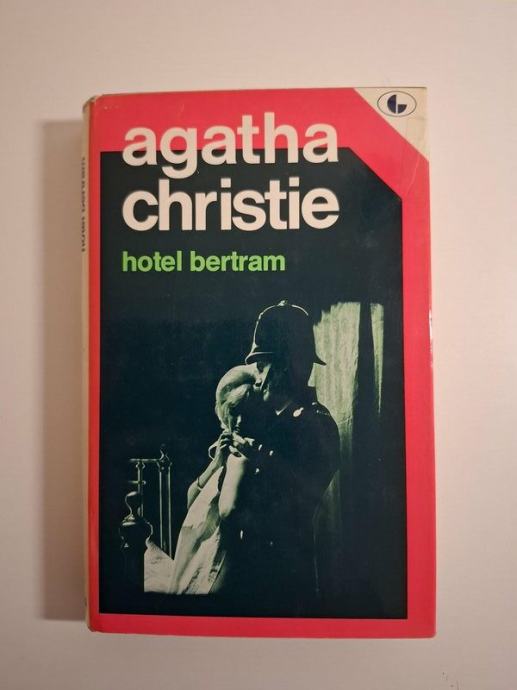 agatha
christie
hotel bertram